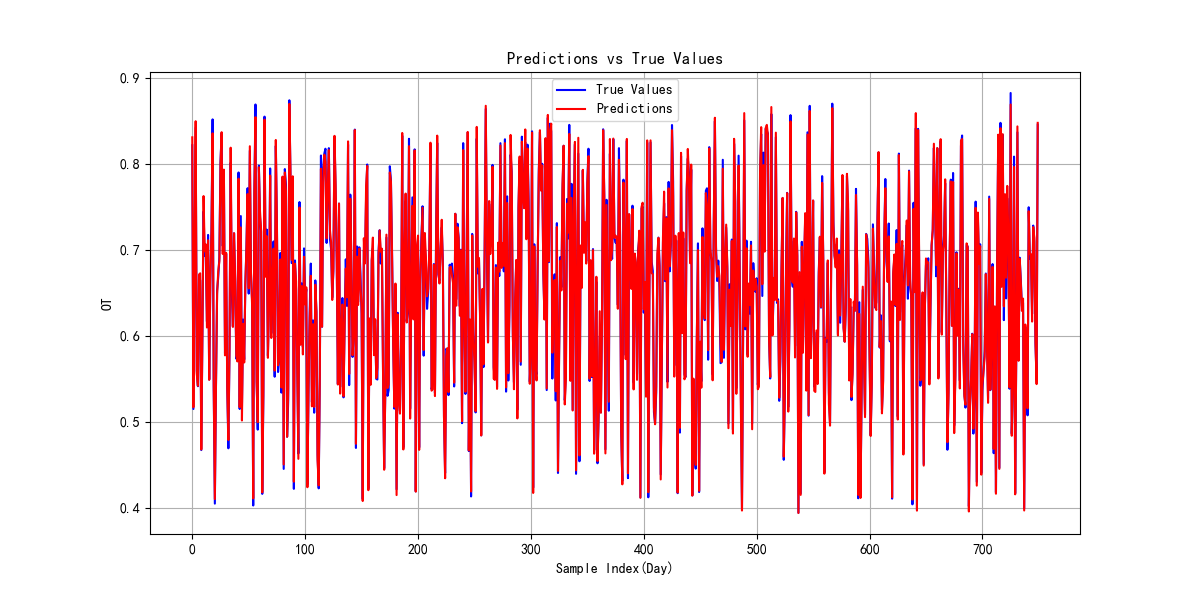 Predictions vs True Values
True Values
Predictions
OT
0.9
0.8
0.7
0.6
0.5
0.4
0 100 200 300 400 500 600 700
Sample Index(Day)